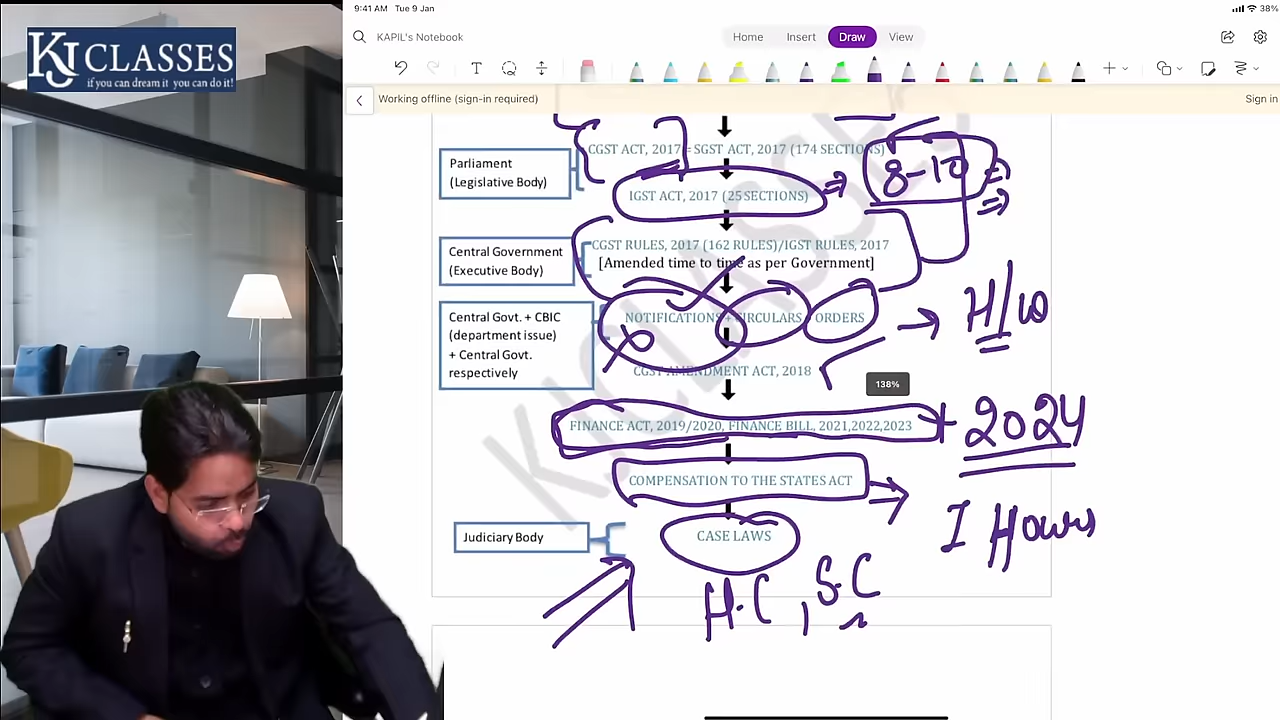 KJ CLASSES
if you can dream it you can do it!
9:41 AM Tue 9 Jan
38%
KAPIL's Notebook
Home Insert Draw View
Working offline (sign-in required)
Sign in
Parliament
(Legislative Body)
CGST ACT, 2017 = SGST ACT, 2017 (174 SECTIONS)
8-10
IGST ACT, 2017 (25 SECTIONS)
Central Government
(Executive Body)
CGST RULES, 2017 (162 RULES)/IGST RULES, 2017
[Amended time to time as per Government]
Central Govt. + CBIC
(department issue)
+ Central Govt.
respectively
NOTIFICATIONS + CIRCULARS + ORDERS
H/W
CGST AMENDMENT ACT, 2018
138%
FINANCE ACT, 2019/2020, FINANCE BILL, 2021,2022,2023
+ 2024
COMPENSATION TO THE STATES ACT
I Hours
Judiciary Body
CASE LAWS
H.C , S.C
KJ CLASSES